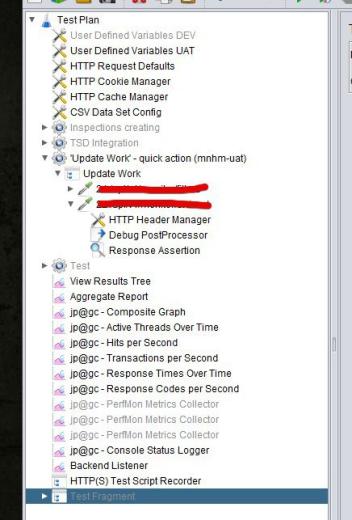 Test Plan
User Defined Variables DEV
User Defined Variables UAT
HTTP Request Defaults
HTTP Cookie Manager
HTTP Cache Manager
CSV Data Set Config
Inspections creating
TSD Integration
'Update Work' - quick action (mnhm-uat)
Update Work
HTTP Header Manager
Debug PostProcessor
Response Assertion
Test
View Results Tree
Aggregate Report
jp@gc - Composite Graph
jp@gc - Active Threads Over Time
jp@gc - Hits per Second
jp@gc - Transactions per Second
jp@gc - Response Times Over Time
jp@gc - Response Codes per Second
jp@gc - PerfMon Metrics Collector
jp@gc - PerfMon Metrics Collector
jp@gc - PerfMon Metrics Collector
jp@gc - Console Status Logger
Backend Listener
HTTP(S) Test Script Recorder
Test Fragment